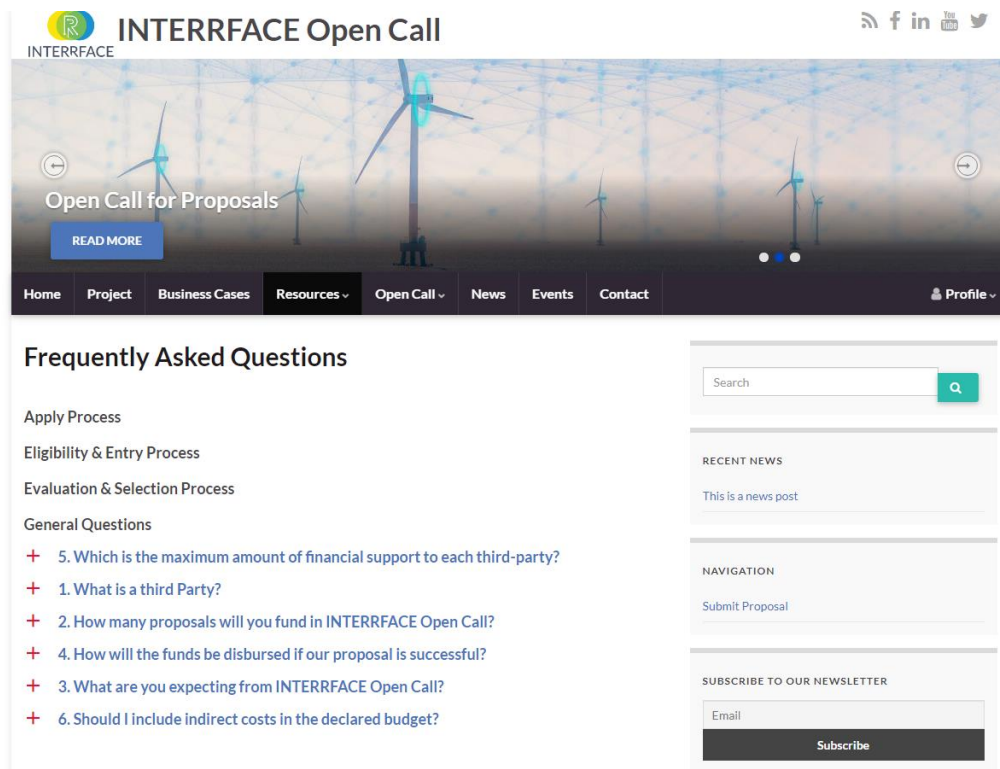 INTERRFACE
INTERRFACE Open Call
You
Tube
Open Call for Proposals
READ MORE
Home Project Business Cases Resources Open Call News Events Contact Profile
Frequently Asked Questions
Apply Process
Eligibility & Entry Process
Evaluation & Selection Process
General Questions
5. Which is the maximum amount of financial support to each third-party?
1. What is a third Party?
2. How many proposals will you fund in INTERRFACE Open Call?
4. How will the funds be disbursed if our proposal is successful?
3. What are you expecting from INTERRFACE Open Call?
6. Should I include indirect costs in the declared budget?
Search
RECENT NEWS
This is a news post
NAVIGATION
Submit Proposal
SUBSCRIBE TO OUR NEWSLETTER
Email
Subscribe